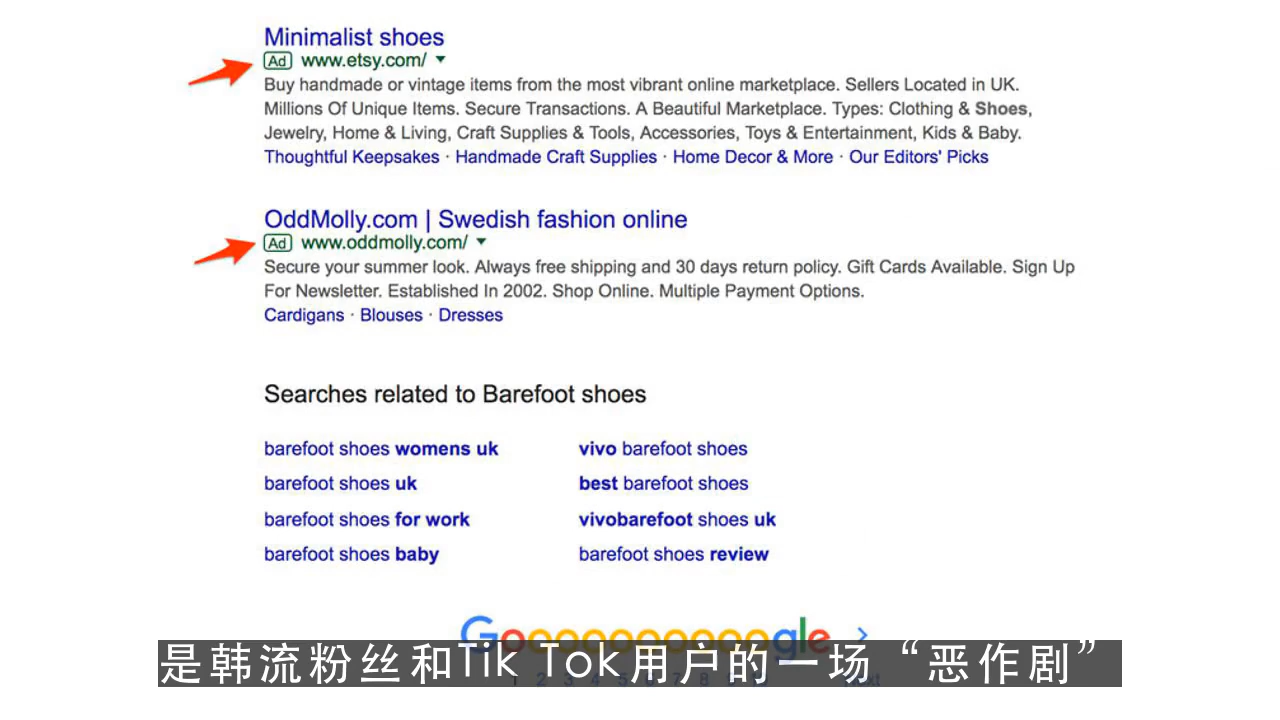 Minimalist shoes
Ad www.etsy.com/
Buy handmade or vintage items from the most vibrant online marketplace. Sellers Located in UK.
Millions Of Unique Items. Secure Transactions. A Beautiful Marketplace. Types: Clothing & Shoes,
Jewelry, Home & Living, Craft Supplies & Tools, Accessories, Toys & Entertainment, Kids & Baby.
Thoughtful Keepsakes · Handmade Craft Supplies · Home Decor & More · Our Editors' Picks
OddMolly.com | Swedish fashion online
Ad www.oddmolly.com/
Secure your summer look. Always free shipping and 30 days return policy. Gift Cards Available. Sign Up
For Newsletter. Established In 2002. Shop Online. Multiple Payment Options.
Cardigans · Blouses · Dresses
Searches related to Barefoot shoes
barefoot shoes womens uk vivo barefoot shoes
barefoot shoes uk best barefoot shoes
barefoot shoes for work vivobarefoot shoes uk
barefoot shoes baby barefoot shoes review
Goooooooooogle >
是韩流粉丝和Tik Tok用户的一场“恶作剧”